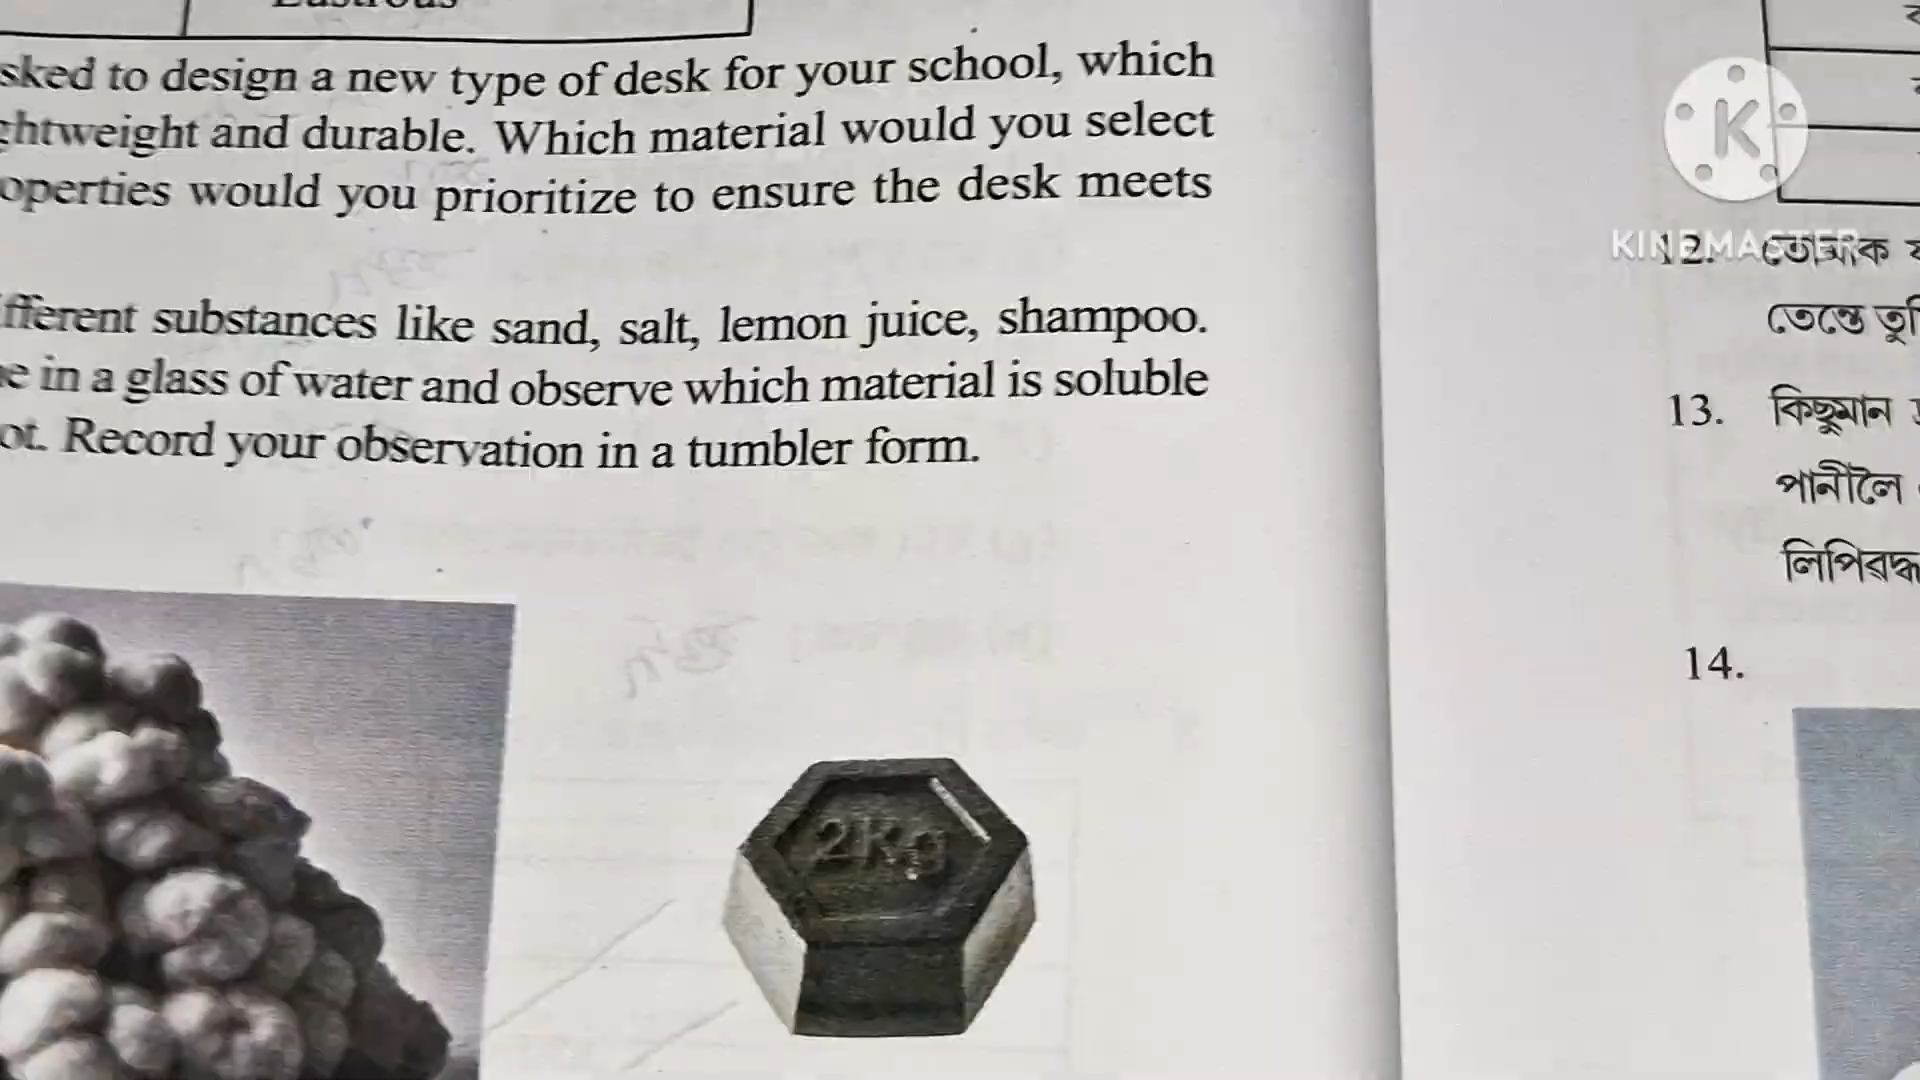 Lustrous
sked to design a new type of desk for your school, which
ghtweight and durable. Which material would you select
operties would you prioritize to ensure the desk meets
fferent substances like sand, salt, lemon juice, shampoo.
e in a glass of water and observe which material is soluble
ot. Record your observation in a tumbler form.
2Kg
K
KINEMASTER
12. তোমাক
তেন্তে তুমি
13. কিছুমান
পানীলৈ
লিপিবদ্ধ
14.